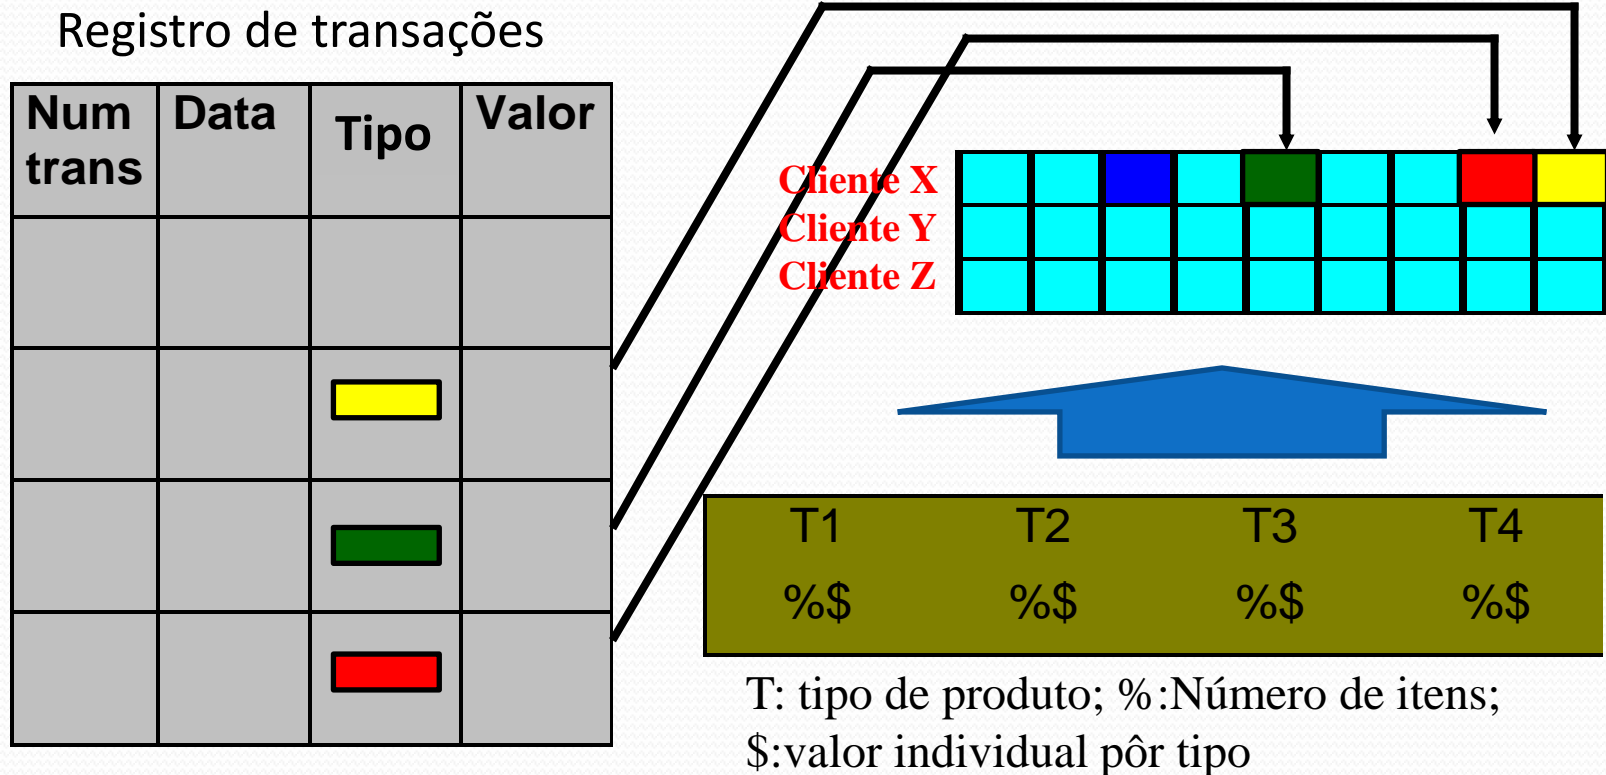 Registro de transações
Num trans
Data
Tipo
Valor
Cliente X
Cliente Y
Cliente Z
T1 T2 T3 T4
%$ %$ %$ %$
T: tipo de produto; %:Número de itens;
$:valor individual pôr tipo